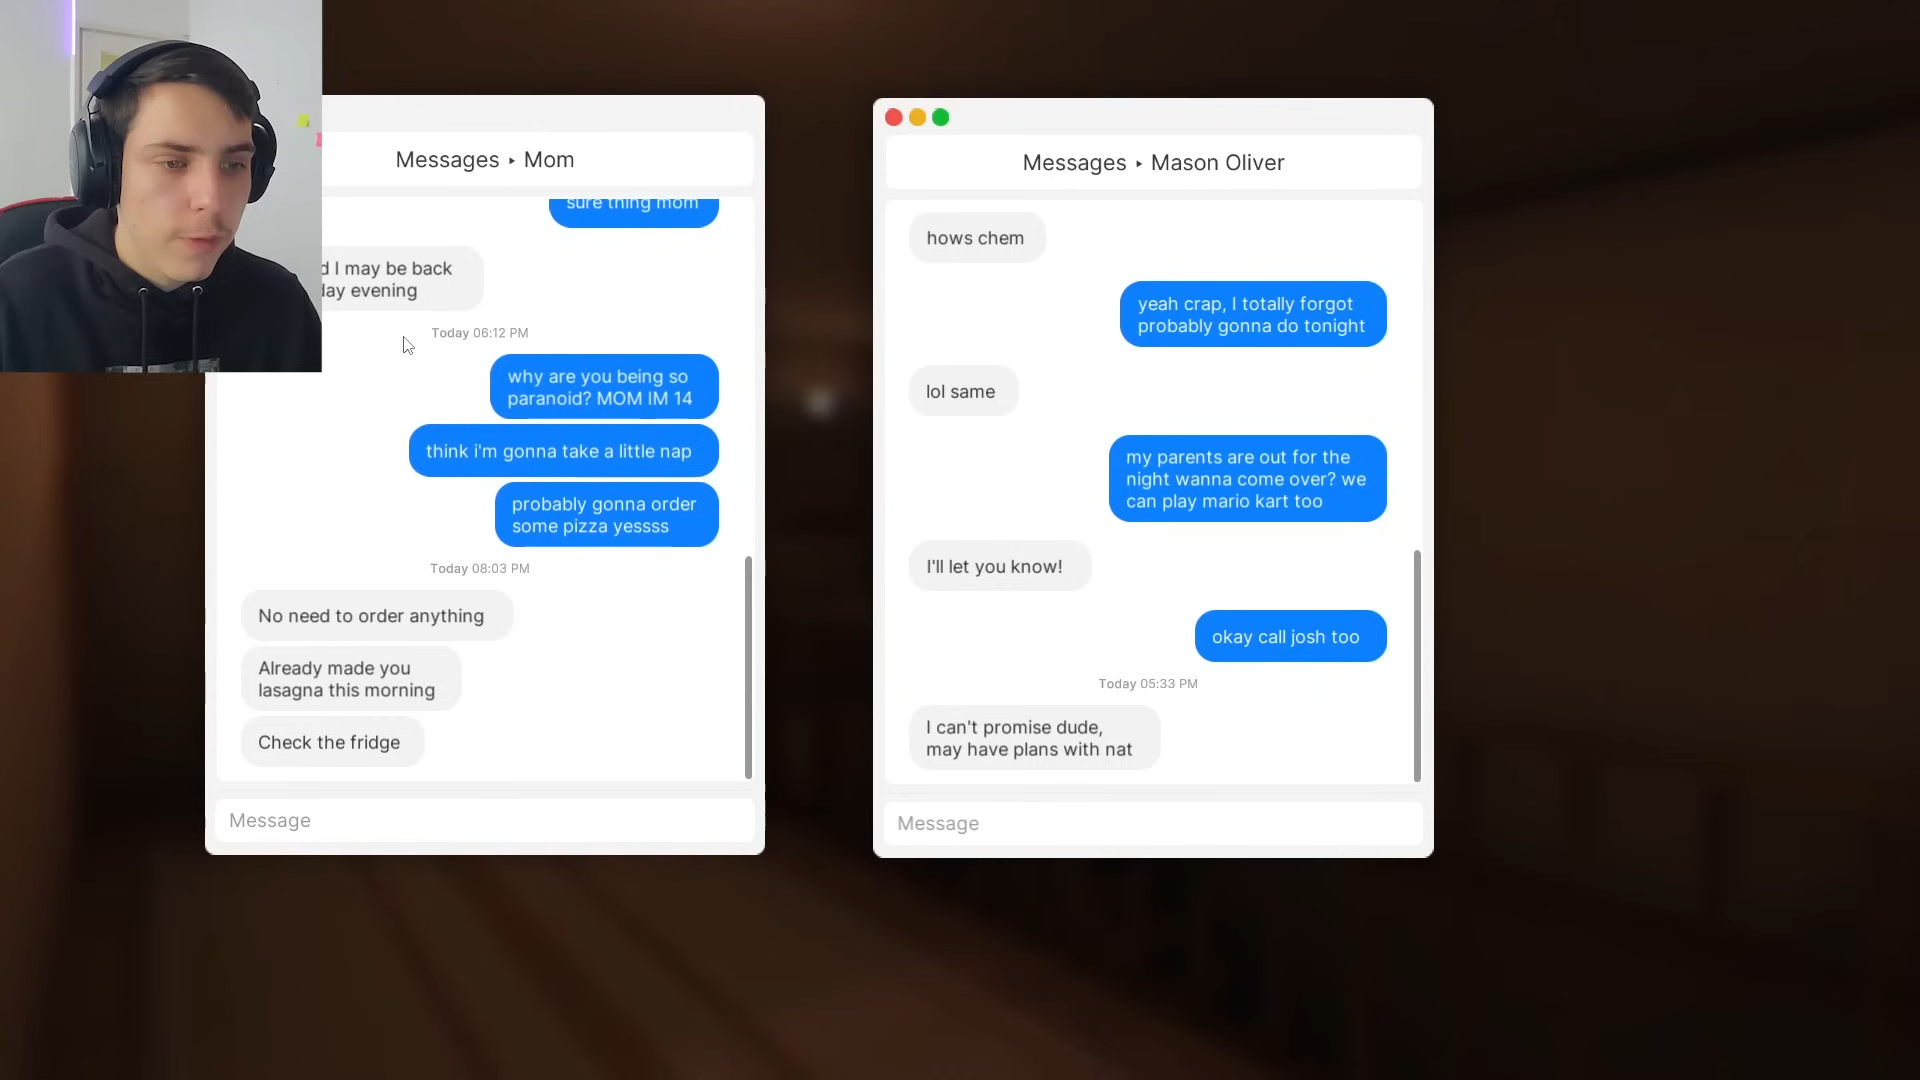 Messages ▸ Mom
sure thing mom
I may be back
evening
Today 06:12 PM
why are you being so
paranoid? MOM IM 14
think i'm gonna take a little nap
probably gonna order
some pizza yessss
Today 08:03 PM
No need to order anything
Already made you
lasagna this morning
Check the fridge
Message
Messages ▸ Mason Oliver
hows chem
yeah crap, I totally forgot
probably gonna do tonight
lol same
my parents are out for the
night wanna come over? we
can play mario kart too
I'll let you know!
okay call josh too
Today 05:33 PM
I can't promise dude,
may have plans with nat
Message